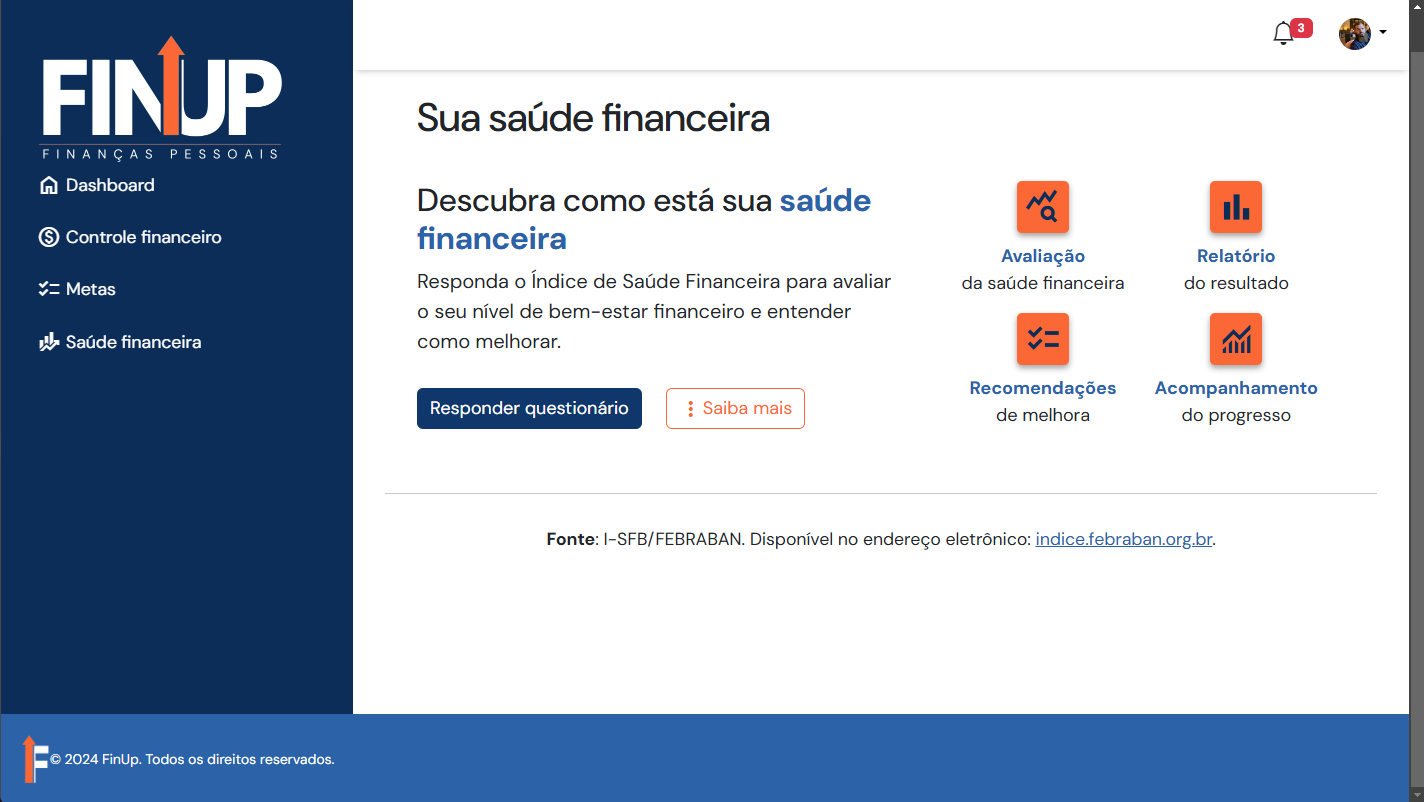 FINUP
FINANÇAS PESSOAIS
Dashboard
Controle financeiro
Metas
Saúde financeira
3
Sua saúde financeira
Descubra como está sua saúde
financeira
Responda o Índice de Saúde Financeira para avaliar
o seu nível de bem-estar financeiro e entender
como melhorar.
Responder questionário
Saiba mais
Avaliação
da saúde financeira
Relatório
do resultado
Recomendações
de melhora
Acompanhamento
do progresso
Fonte: I-SFB/FEBRABAN. Disponível no endereço eletrônico: indice.febraban.org.br.
F
© 2024 FinUp. Todos os direitos reservados.